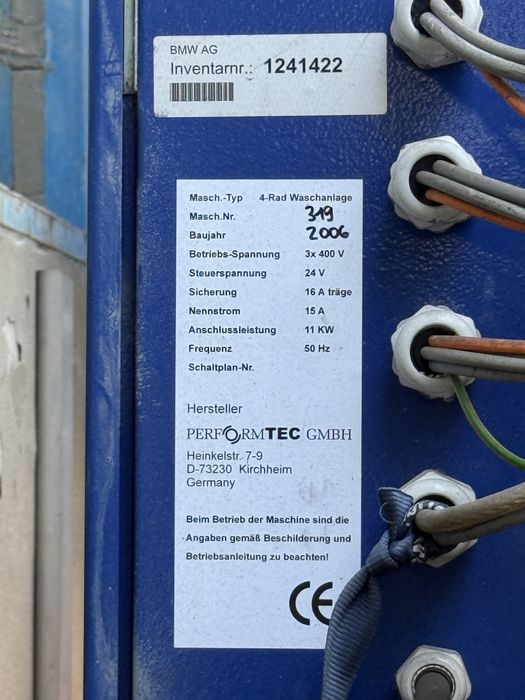 BMW AG
Inventarnr.: 1241422
Masch.-Typ 4-Rad Waschanlage
Masch.Nr. 319
Baujahr 2006
Betriebs-Spannung 3x 400 V
Steuerspannung 24 V
Sicherung 16 A träge
Nennstrom 15 A
Anschlussleistung 11 KW
Frequenz 50 Hz
Schaltplan-Nr.
Hersteller
PERFORMTEC GMBH
Heinkelstr. 7-9
D-73230 Kirchheim
Germany
Beim Betrieb der Maschine sind die
Angaben gemäß Beschilderung und
Betriebsanleitung zu beachten!
CE